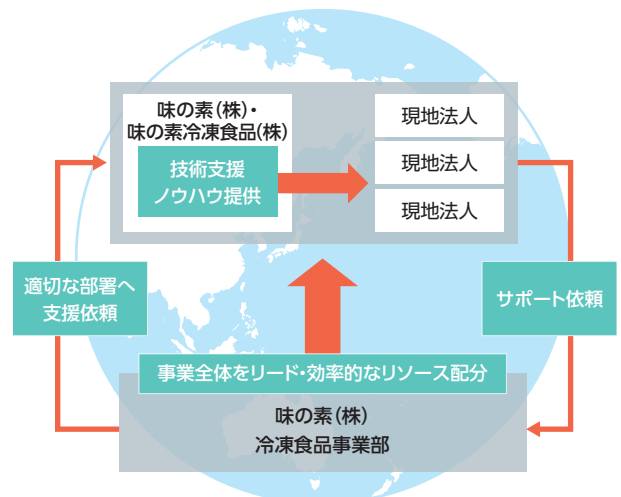 味の素(株)・
味の素冷凍食品(株)
技術支援
ノウハウ提供
現地法人
現地法人
現地法人
適切な部署へ
支援依頼
サポート依頼
事業全体をリード・効率的なリソース配分
味の素(株)
冷凍食品事業部